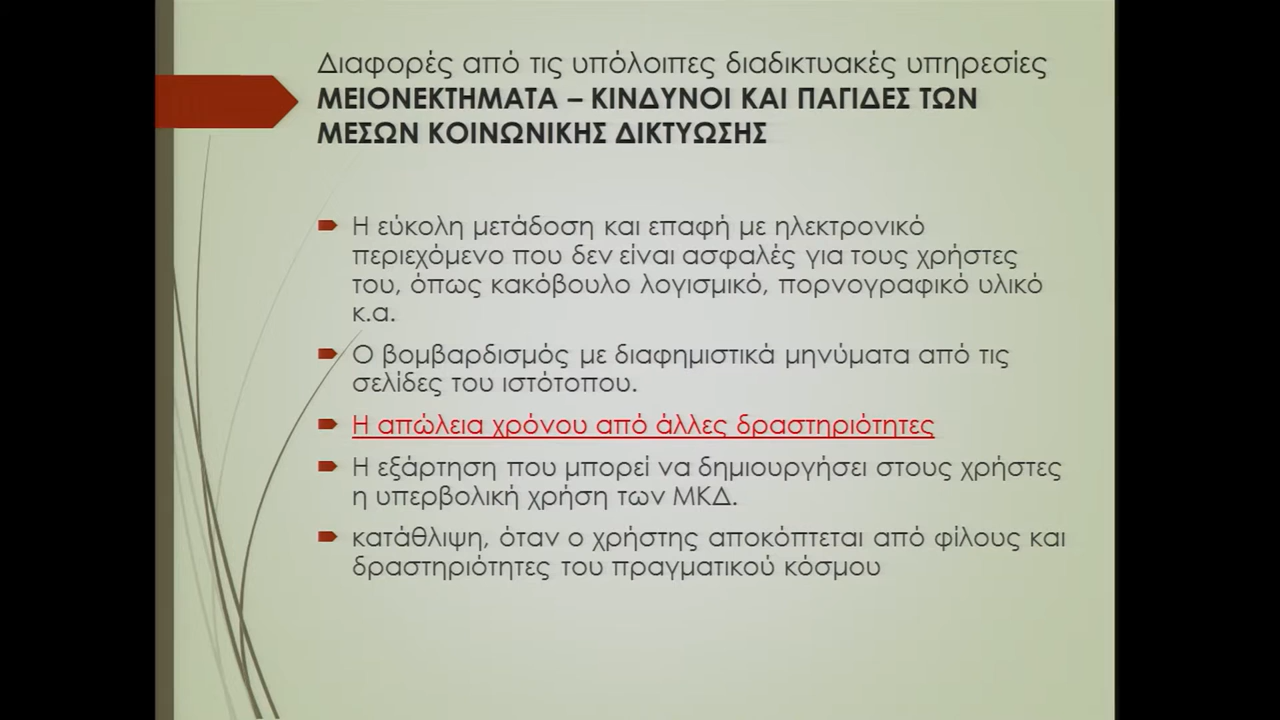 Διαφορές από τις υπόλοιπες διαδικτυακές υπηρεσίες
ΜΕΙΟΝΕΚΤΗΜΑΤΑ – ΚΙΝΔΥΝΟΙ ΚΑΙ ΠΑΓΙΔΕΣ ΤΩΝ
ΜΕΣΩΝ ΚΟΙΝΩΝΙΚΗΣ ΔΙΚΤΥΩΣΗΣ
Η εύκολη μετάδοση και επαφή με ηλεκτρονικό
περιεχόμενο που δεν είναι ασφαλές για τους χρήστες
του, όπως κακόβουλο λογισμικό, πορνογραφικό υλικό
κ.α.
Ο βομβαρδισμός με διαφημιστικά μηνύματα από τις
σελίδες του ιστότοπου.
Η απώλεια χρόνου από άλλες δραστηριότητες
Η εξάρτηση που μπορεί να δημιουργήσει στους χρήστες
η υπερβολική χρήση των ΜΚΔ.
κατάθλιψη, όταν ο χρήστης αποκόπτεται από φίλους και
δραστηριότητες του πραγματικού κόσμου